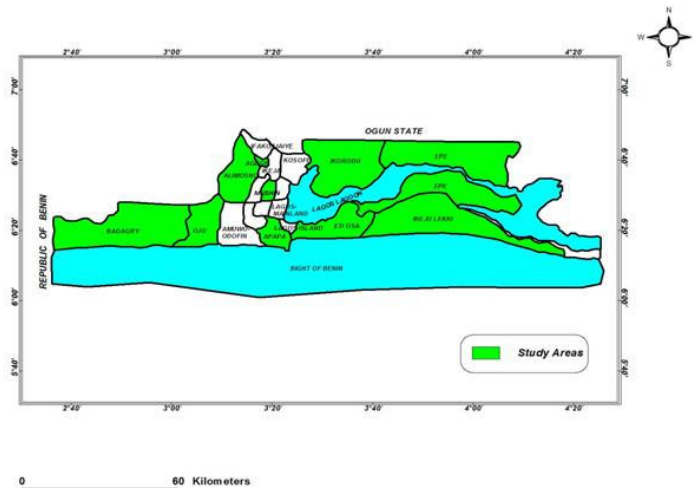 N
W E
S
2°40' 3°00' 3°20' 3°40' 4°00' 4°20'
7°00' 7°00'
OGUN STATE
IFAKO IJAIYE
KOSOFE
IKORODU
EPE
6°40' 6°40'
ALIMOSHO
MUSHIN
EPE
LAGOS LAGOON
LAGOS-
MAINLAND
IBEJU LEKKI
6°20' 6°20'
BADAGRY
OJO
AMUWO-
ODOFIN
APAPA
LAGOS ISLAND
ETI OSA
REPUBLIC OF BENIN
BIGHT OF BENIN
6°00' 6°00'
Study Areas
5°40' 5°40'
2°40' 3°00' 3°20' 3°40' 4°00' 4°20'
0 60 Kilometers